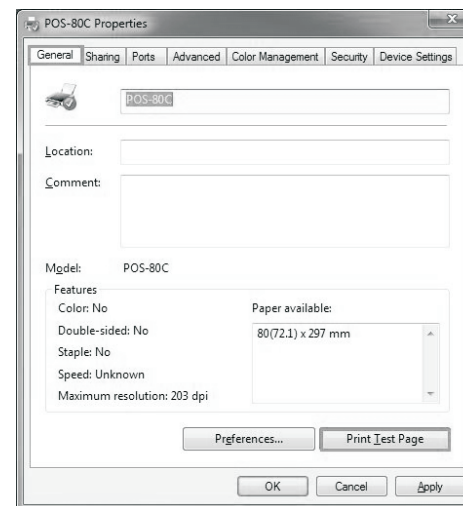 POS-80C Properties
General Sharing Ports Advanced Color Management Security Device Settings
POS-80C
Location:
Comment:
Model: POS-80C
Features
Color: No
Double-sided: No
Staple: No
Speed: Unknown
Maximum resolution: 203 dpi
Paper available:
80(72.1) x 297 mm
Preferences... Print Test Page
OK Cancel Apply